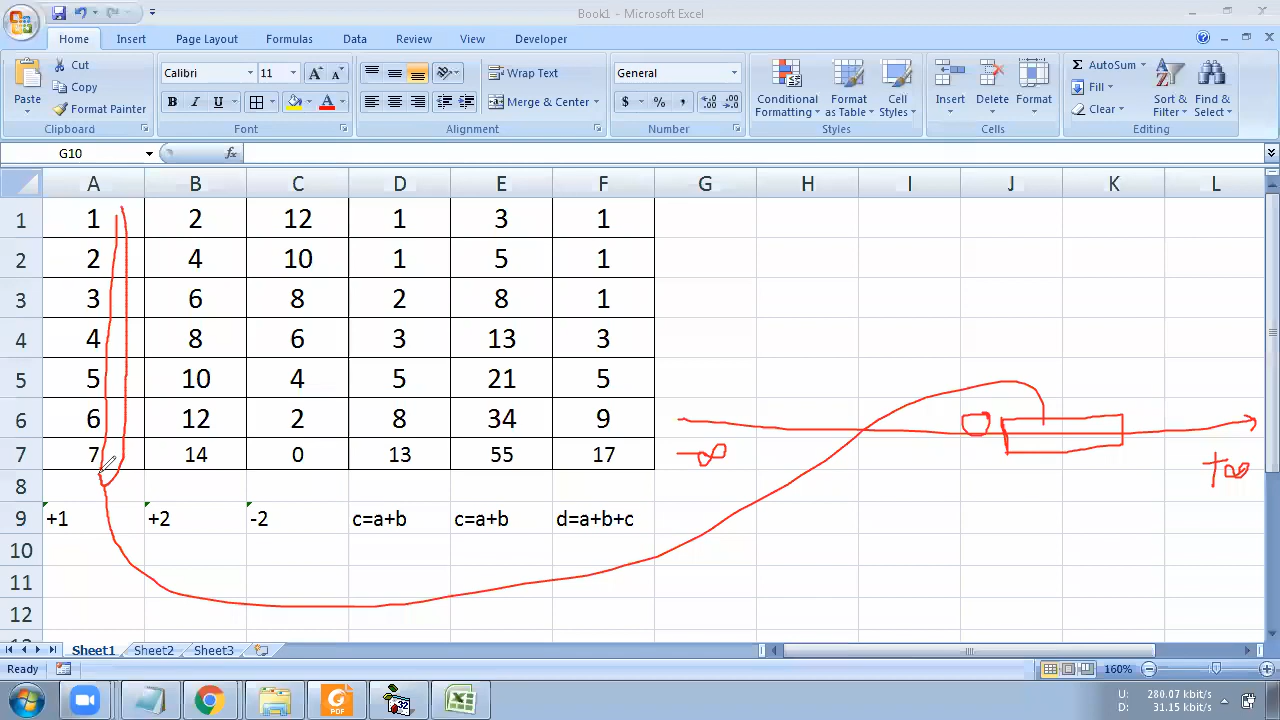 Book1 - Microsoft Excel
Home Insert Page Layout Formulas Data Review View Developer
Paste Cut Copy Format Painter Clipboard
Calibri 11 A A B I U A Font
Wrap Text Merge & Center Alignment
General $ % , Number
Conditional Formatting Format as Table Cell Styles Styles
Insert Delete Format Cells
Σ AutoSum Fill Clear Sort & Filter Find & Select Editing
G10 fx
A B C D E F G H I J K L
1 1 2 12 1 3 1
2 2 4 10 1 5 1
3 3 6 8 2 8 1
4 4 8 6 3 13 3
5 5 10 4 5 21 5
6 6 12 2 8 34 9
7 7 14 0 13 55 17
-∞ +∞
8
9 +1 +2 -2 c=a+b c=a+b d=a+b+c
10
11
12
Sheet1 Sheet2 Sheet3
Ready 160%
PDF 32 U: 280.07 kbit/s
D: 31.15 kbit/s